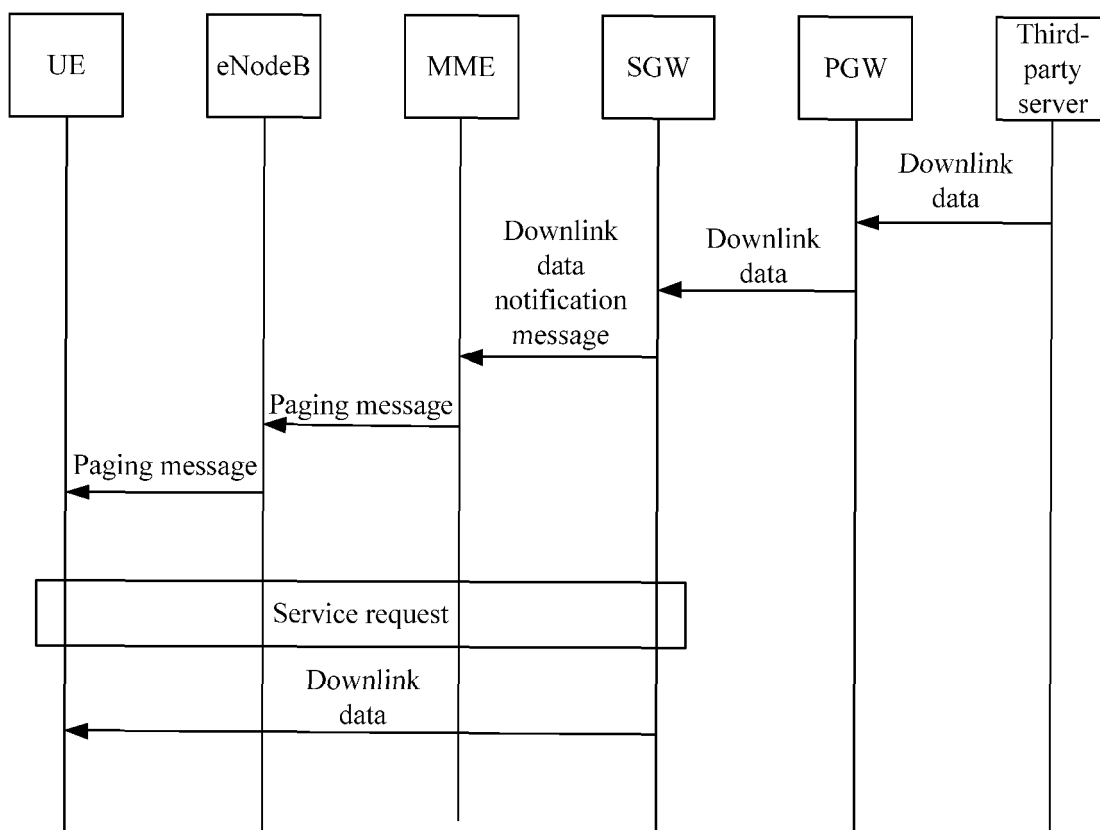 UE
eNodeB
MME
SGW
PGW
Third-
party
server
Downlink
data
Downlink
data
Downlink
data
notification
message
Paging message
Paging message
Service request
Downlink
data